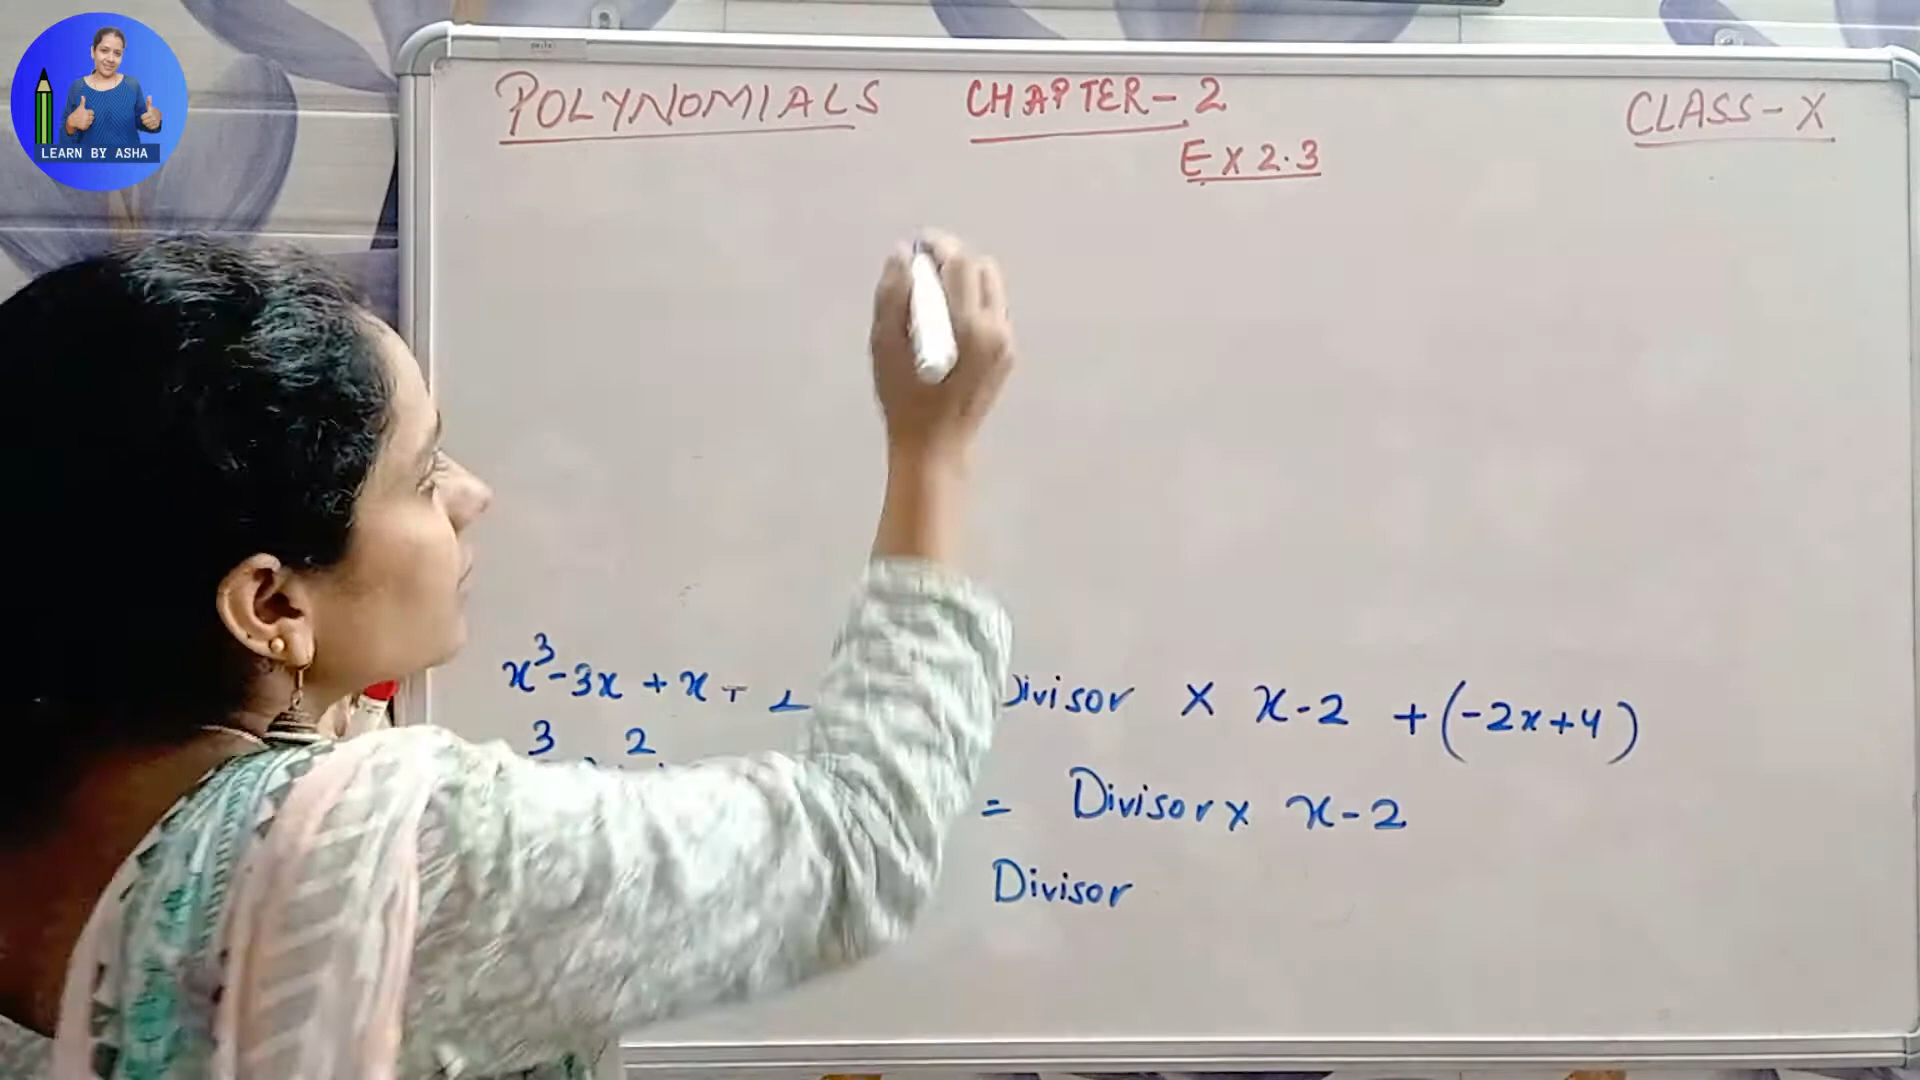 LEARN BY ASHA
POLYNOMIALS CHAPTER-2 CLASS-X
EX 2.3
x³-3x + x + 2 Divisor × x-2 +(-2x+4)
3 2
= Divisor × x-2
Divisor